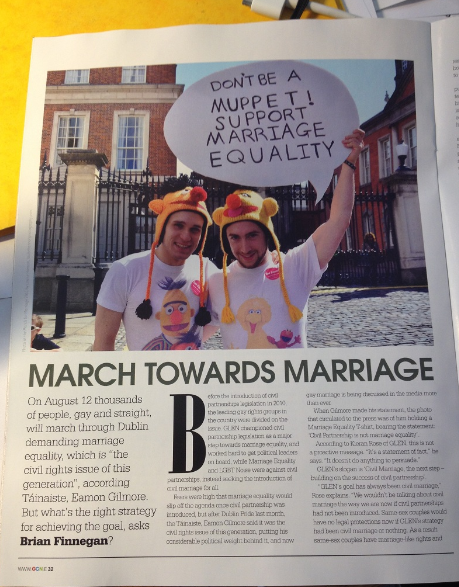 DON'T BE A
MUPPET!
SUPPORT
MARRIAGE
EQUALITY
MARCH TOWARDS MARRIAGE
On August 12 thousands
of people, gay and straight,
will march through Dublin
demanding marriage
equality, which is "the
civil rights issue of this
generation", according
Tánaiste, Eamon Gilmore.
But what's the right strategy
for achieving the goal, asks
Brian Finnegan?
Before the introduction of civil
partnerships legislation in 2010,
the leading gay rights groups in
the country were divided on the
issue. GLEN championed civil
partnership legislation as a major
step towards marriage equality, and
worked hard to get political leaders
on board, while Marriage Equality
and LGBT Noise were against civil
partnerships, instead seeking the introduction of
civil marriage for all.
Fears were high that marriage equality would
slip off the agenda once civil partnership was
introduced, but after Dublin Pride last month,
the Tánaiste, Eamon Gilmore said it was the
civil rights issue of this generation, putting his
considerable political weight behind it, and now
gay marriage is being discussed in the media more
than ever.
When Gilmore made his statement, the photo
that circulated in the press was of him holding a
Marriage Equality T-shirt, bearing the statement
'Civil Partnership is not marriage equality'.
According to Kieran Rose of GLEN, this is not
a proactive message. "It's a statement of fact," he
says. "It doesn't do anything to persuade."
GLEN's slogan is 'Civil Marriage, the next step –
building on the success of civil partnership'.
"GLEN's goal has always been civil marriage,"
Rose explains. "We wouldn't be talking about civil
marriage the way we are now if civil partnerships
had not been introduced. Same-sex couples would
have no legal protections now if GLEN's strategy
had been civil marriage or nothing. As a result
same-sex couples have marriage-like rights and
WWW.GCN.IE 22